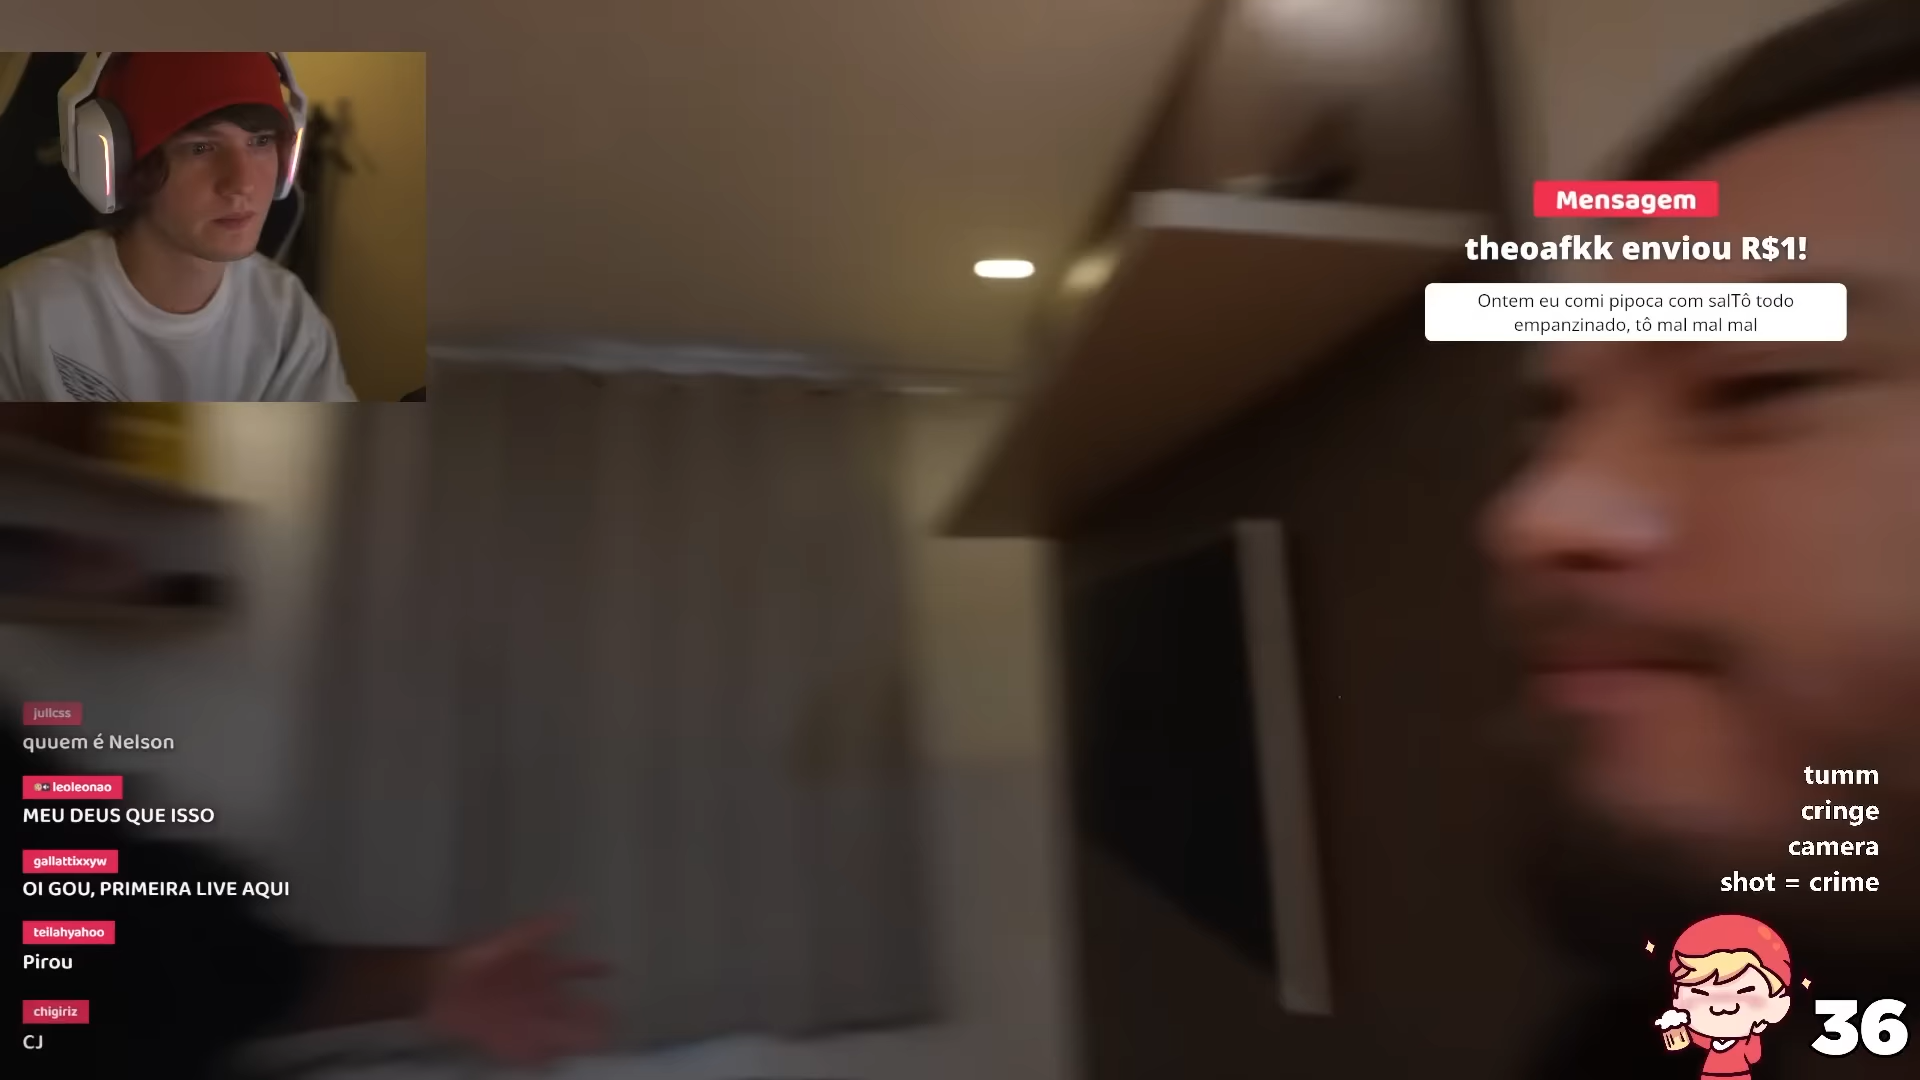 Mensagem
theoafkk enviou R$1!
Ontem eu comi pipoca com salTô todo
empanzinado, tô mal mal mal
jullcss
quuem é Nelson
leoleonao
MEU DEUS QUE ISSO
gallattixxyw
OI GOU, PRIMEIRA LIVE AQUI
teilahyahoo
Pirou
chigiriz
CJ
tumm
cringe
camera
shot = crime
36